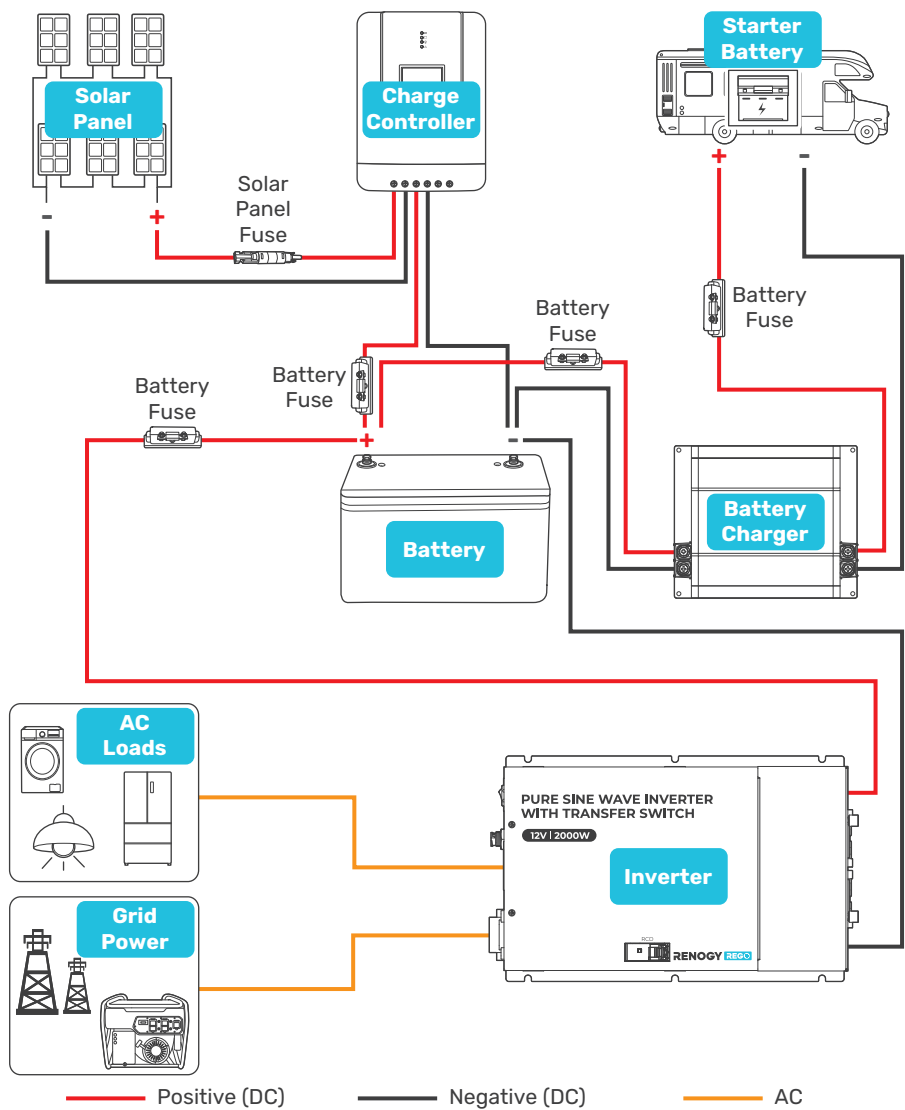 Starter
Battery
Solar
Panel
Charge
Controller
Solar
Panel
Fuse
-
+
+
-
Battery
Fuse
Battery
Fuse
Battery
Fuse
Battery
Fuse
+
-
Battery
Battery
Charger
AC
Loads
PURE SINE WAVE INVERTER
WITH TRANSFER SWITCH
12V | 2000W
Inverter
RCD
RENOGY REGO
Grid
Power
Positive (DC)
Negative (DC)
AC